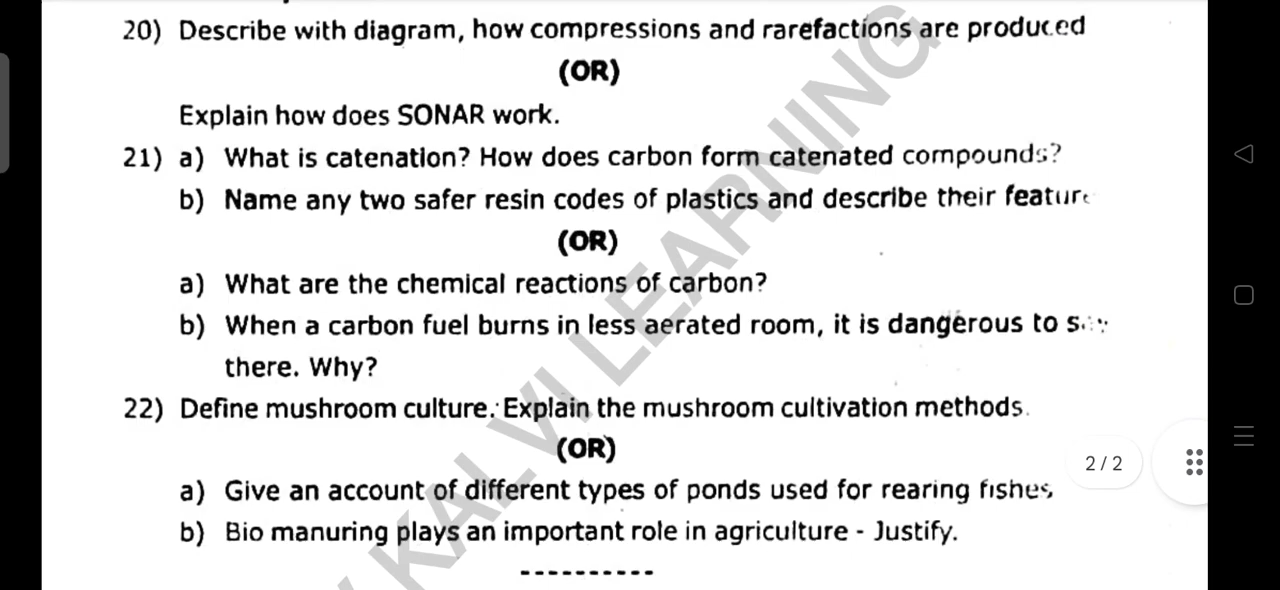 20) Describe with diagram, how compressions and rarefactions are produced
(OR)
Explain how does SONAR work.
21) a) What is catenation? How does carbon form catenated compounds?
b) Name any two safer resin codes of plastics and describe their
(OR)
a) What are the chemical reactions of carbon?
b) When a carbon fuel burns in less aerated room, it is dangerous to
there. Why?
22) Define mushroom culture. Explain the mushroom cultivation methods.
(OR)
a) Give an account of different types of ponds used for rearing fishes
b) Bio manuring plays an important role in agriculture - Justify.
----------
KALVI LEARNING
2 / 2